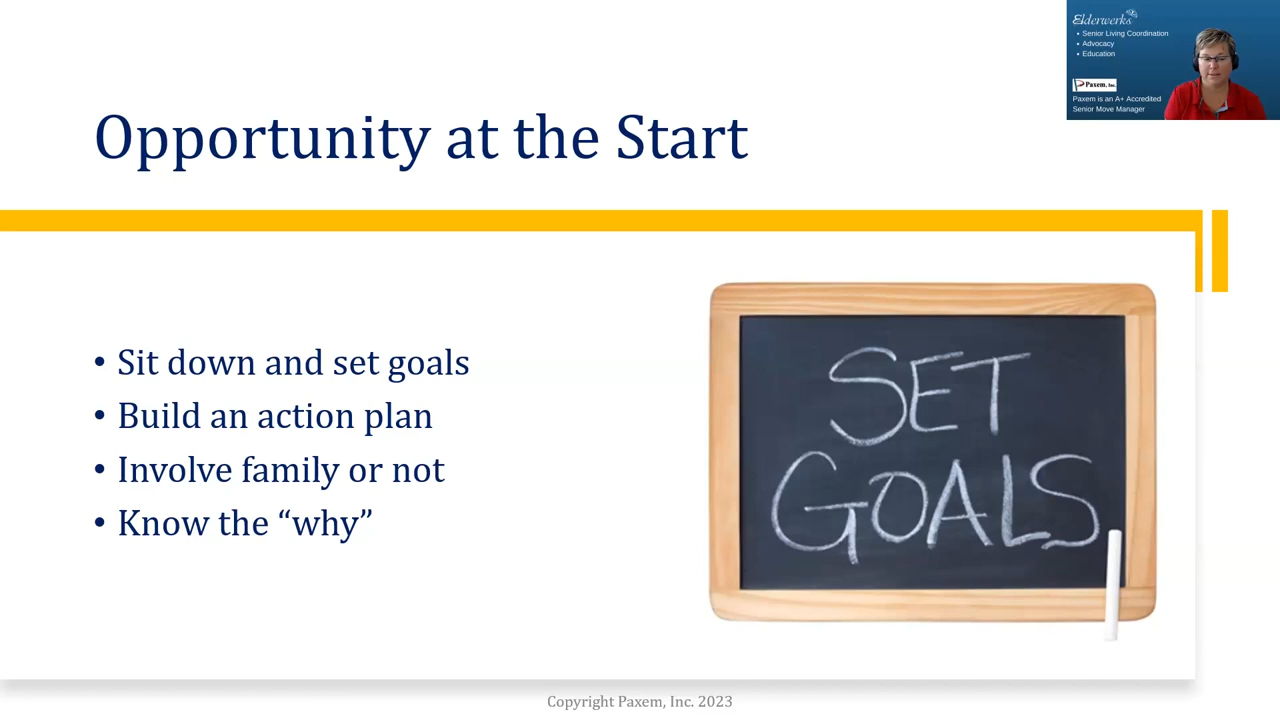 Opportunity at the Start
• Sit down and set goals
• Build an action plan
• Involve family or not
• Know the “why”
SET
GOALS
Copyright Paxem, Inc. 2023
Elderwerks
• Senior Living Coordination
• Advocacy
• Education
Paxem, Inc.
Paxem is an A+ Accredited
Senior Move Manager